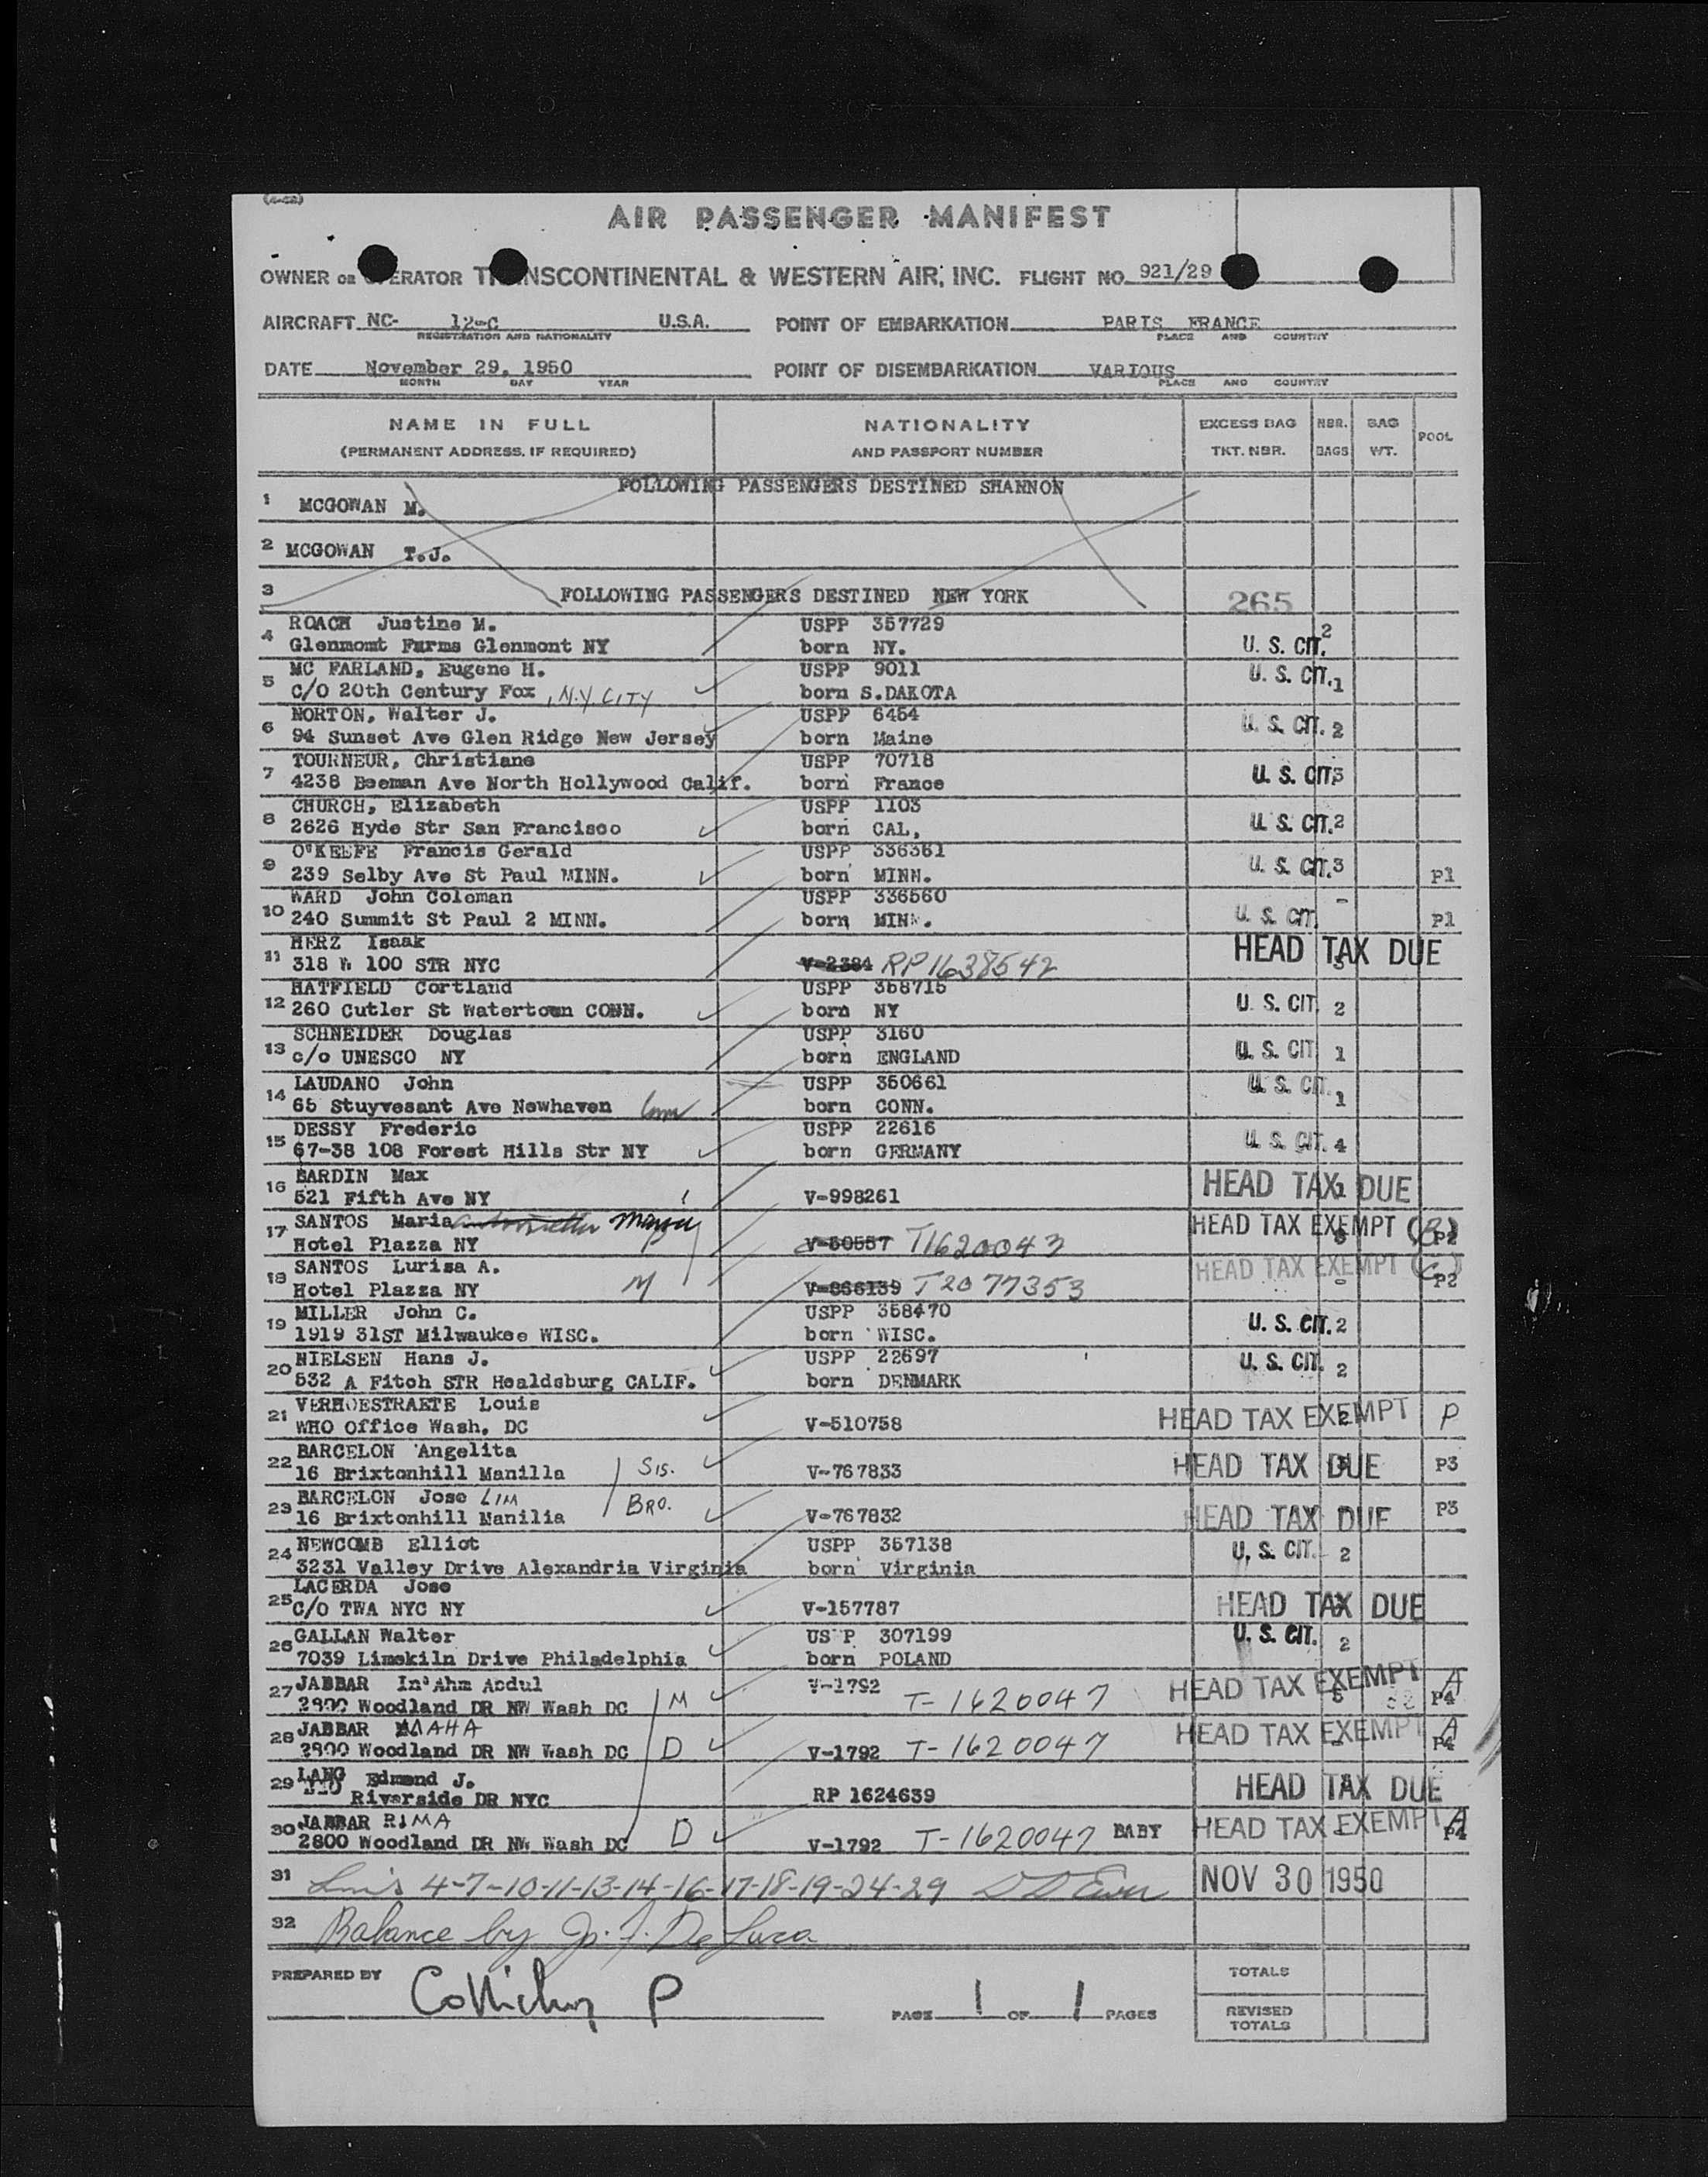 AIR PASSENGER MANIFEST
OWNER OR OPERATOR TRANSCONTINENTAL & WESTERN AIR, INC. FLIGHT NO. 921/29
AIRCRAFT NC- 12-C U.S.A. POINT OF EMBARKATION PARIS FRANCE
REGISTRATION AND NATIONALITY PLACE AND COUNTRY
DATE November 29, 1950 POINT OF DISEMBARKATION VARIOUS
MONTH DAY YEAR PLACE AND COUNTRY
NAME IN FULL NATIONALITY EXCESS BAG NBR. BAG POOL
(PERMANENT ADDRESS, IF REQUIRED) AND PASSPORT NUMBER TKT. NBR. BAGS WT.
FOLLOWING PASSENGERS DESTINED SHANNON
1 MCGOWAN M.
2 MCGOWAN T.J.
3 FOLLOWING PASSENGERS DESTINED NEW YORK 265
4 ROACH Justine M. USPP 357729
Glenmomt Farms Glenmont NY born NY. U. S. CIT. 2
5 MC FARLAND, Eugene H. USPP 9011
C/O 20th Century Fox , N.Y. CITY born S.DAKOTA U. S. CIT. 1
6 NORTON, Walter J. USPP 6454
94 Sunset Ave Glen Ridge New Jersey born Maine U. S. CIT. 2
7 TOURNEUR, Christiane USPP 70718
4238 Beeman Ave North Hollywood Calif. born France U. S. CIT. 3
8 CHURCH, Elizabeth USPP 1103
2626 Hyde Str San Francisco born CAL, U. S. CIT. 2
9 O'KEEFE Francis Gerald USPP 336361
239 Selby Ave St Paul MINN. born MINN. U. S. CIT. 3 P1
10 WARD John Coleman USPP 336560 -
240 Summit St Paul 2 MINN. born MINN. U. S. CIT P1
11 HERZ Isaak HEAD TAX DUE
318 W 100 STR NYC V-2384 RP1638542
12 HATFIELD Cortland USPP 358715
260 Cutler St Watertown CONN. born NY U. S. CIT 2
13 SCHNEIDER Douglas USPP 3160
c/o UNESCO NY born ENGLAND U. S. CIT 1
14 LAUDANO John USPP 350661
65 Stuyvesant Ave Newhaven Conn born CONN. U. S. CIT. 1
15 DESSY Frederic USPP 22616
67-38 108 Forest Hills Str NY born GERMANY U. S. CIT. 4
16 BARDIN Max
521 Fifth Ave NY V-998261 HEAD TAX DUE
17 SANTOS Maria HEAD TAX EXEMPT (B)
Hotel Plazza NY V-50557 T1620043 P2
18 SANTOS Lurisa A. HEAD TAX EXEMPT (C)
Hotel Plazza NY M V-866139 T2077353 - P2
19 MILLER John C. USPP 358470
1919 31ST Milwaukee WISC. born WISC. U. S. CIT. 2
20 NIELSEN Hans J. USPP 22697
532 A Fitch STR Healdsburg CALIF. born DENMARK U. S. CIT. 2
21 VERHOESTRAETE Louis
WHO Office Wash, DC V-510758 HEAD TAX EXEMPT P
22 BARCELON Angelita
16 Brixtonhill Manilla SIS. V-767833 HEAD TAX DUE P3
23 BARCELON Jose LIM
16 Brixtonhill Manilia BRO. V-767832 HEAD TAX DUE P3
24 NEWCOMB Elliot USPP 357138
3231 Valley Drive Alexandria Virginia born Virginia U. S. CIT. 2
25 LACERDA Jose
C/O TWA NYC NY V-157787 HEAD TAX DUE
26 GALLAN Walter USPP 307199
7039 Limekiln Drive Philadelphia born POLAND U. S. CIT. 2
27 JABBAR In'Ahm Abdul V-1792
2800 Woodland DR NW Wash DC M T-1620047 HEAD TAX EXEMPT A P4
28 JABBAR MAHA
2800 Woodland DR NW Wash DC D V-1792 T-1620047 HEAD TAX EXEMPT A P4
29 LANG Edmond J.
Riverside DR NYC RP 1624639 HEAD TAX DUE
30 JABBAR RIMA
2800 Woodland DR NW Wash DC D V-1792 T-1620047 BABY HEAD TAX EXEMPT A P4
31 4-7-10-11-13-14-16-17-18-19-24-29 NOV 30 1950
32 Balance by J. F. De Luca
PREPARED BY P PAGE 1 OF 1 PAGES
TOTALS
REVISED
TOTALS